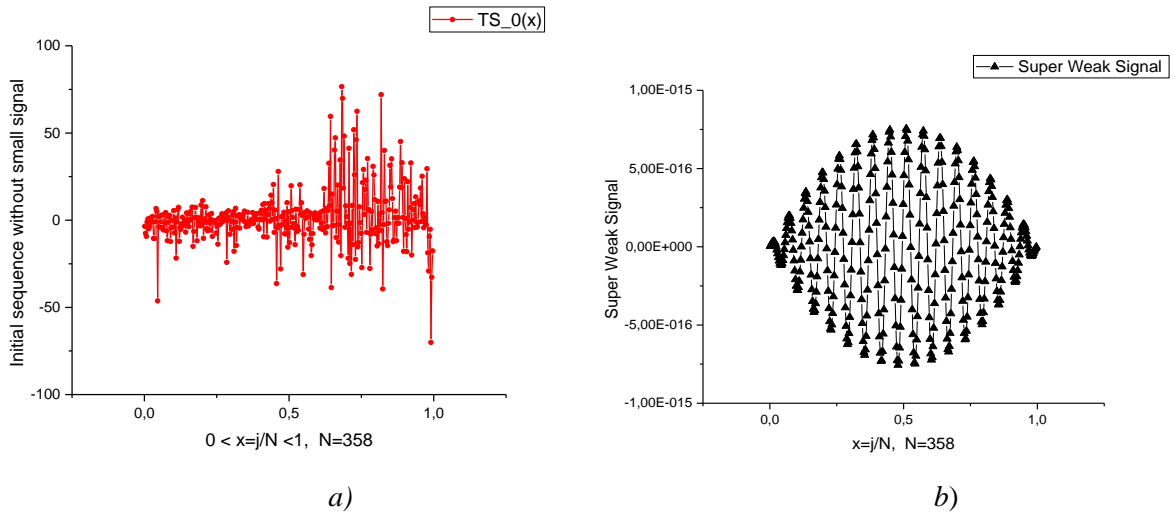 TS_0(x)
100
50
0
-50
-100
Initial sequence without small signal
0,0
0,5
1,0
0 < x=j/N <1, N=358
a)
Super Weak Signal
1,00E-015
5,00E-016
0,00E+000
-5,00E-016
-1,00E-015
Super Weak Signal
0,0
0,5
1,0
x=j/N, N=358
b)